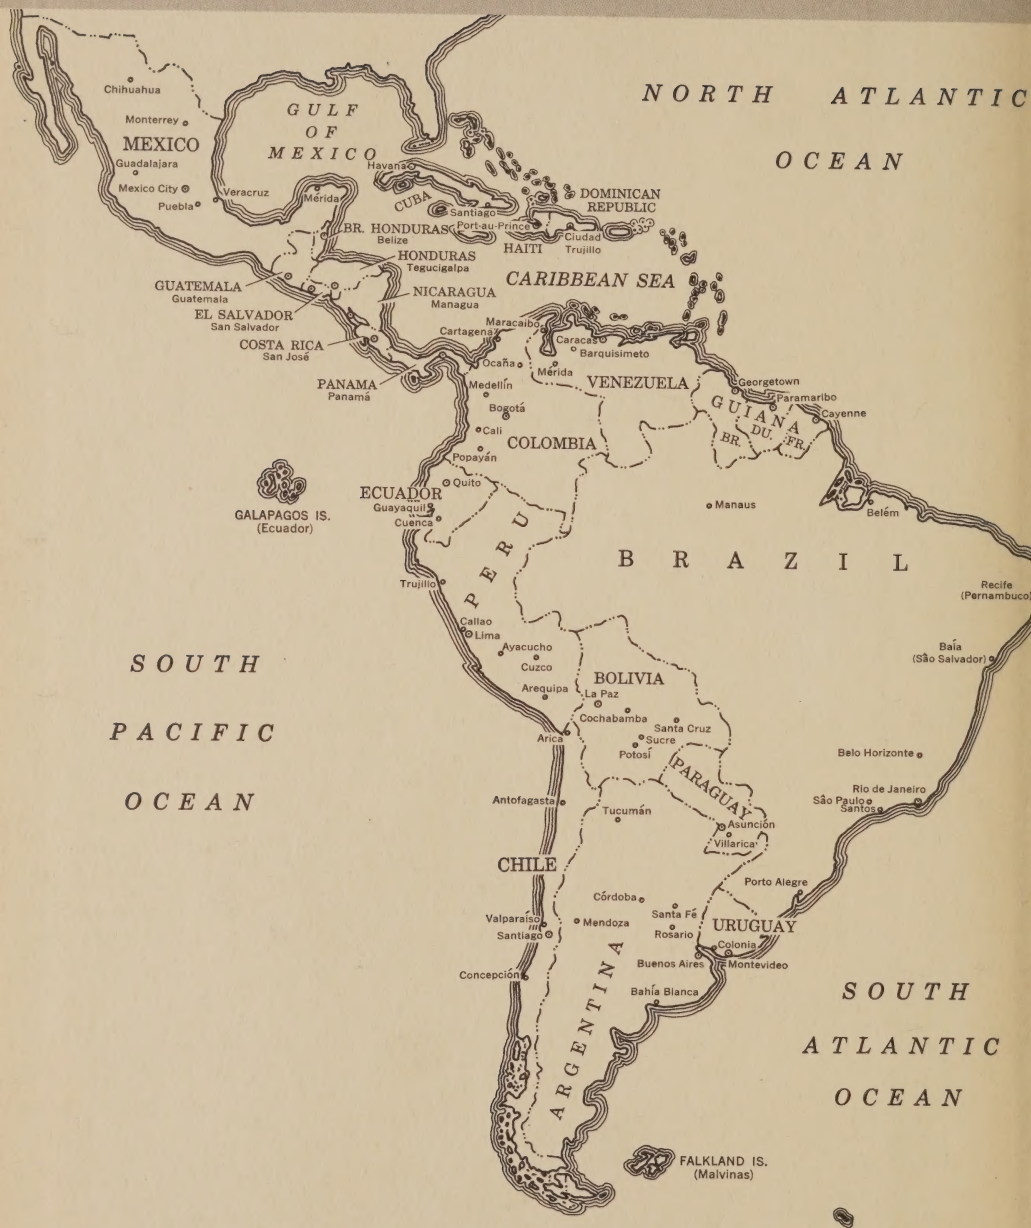 NORTH ATLANTIC
OCEAN
GULF
OF
MEXICO
Chihuahua
Monterrey
MEXICO
Guadalajara
Mexico City
Puebla
Veracruz
Mérida
Havana
CUBA
Santiago
Port-au-Prince
HAITI
DOMINICAN
REPUBLIC
Ciudad
Trujillo
BR. HONDURAS
Belize
HONDURAS
Tegucigalpa
GUATEMALA
Guatemala
NICARAGUA
Managua
EL SALVADOR
San Salvador
COSTA RICA
San José
PANAMA
Panamá
CARIBBEAN SEA
Maracaibo
Cartagena
Caracas
Barquisimeto
Ocaña
Mérida
VENEZUELA
Medellín
Bogotá
Cali
COLOMBIA
Popayán
Georgetown
Paramaribo
Cayenne
GUIANA
BR.
DU.
FR.
GALAPAGOS IS.
(Ecuador)
Quito
ECUADOR
Guayaquil
Cuenca
PERU
Manaus
Belém
BRAZIL
Trujillo
Recife
(Pernambuco)
Callao
Lima
Ayacucho
Cuzco
Arequipa
Baía
(São Salvador)
SOUTH
PACIFIC
OCEAN
BOLIVIA
La Paz
Cochabamba
Santa Cruz
Sucre
Potosí
Arica
Belo Horizonte
PARAGUAY
Rio de Janeiro
São Paulo
Santos
Antofagasta
Tucumán
Asunción
Villarica
CHILE
Porto Alegre
Córdoba
Santa Fé
Valparaíso
Mendoza
Santiago
Rosario
URUGUAY
Colonia
Buenos Aires
Montevideo
Concepción
Bahía Blanca
ARGENTINA
SOUTH
ATLANTIC
OCEAN
FALKLAND IS.
(Malvinas)